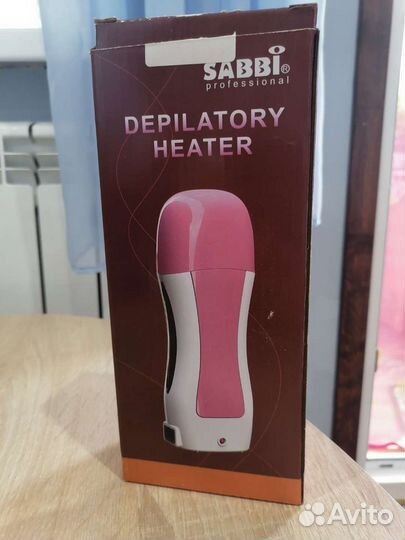 SABBI®
professional
DEPILATORY
HEATER
Avito